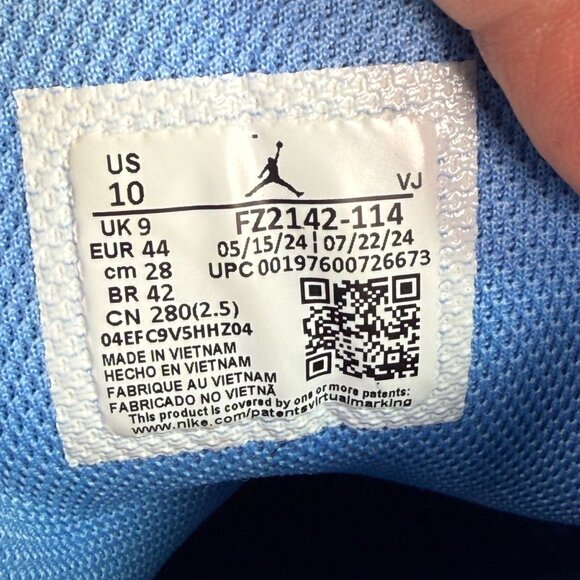 US
10
VJ
UK 9
FZ2142-114
EUR 44
05/15/24 | 07/22/24
cm 28
UPC 00197600726673
BR 42
CN 280(2.5)
04EFC9V5HHZ04
MADE IN VIETNAM
HECHO EN VIETNAM
FABRIQUE AU VIETNAM
FABRICADO NO VIETNÃ
This product is covered by one or more patents:
www.nike.com/patentsvirtualmarking